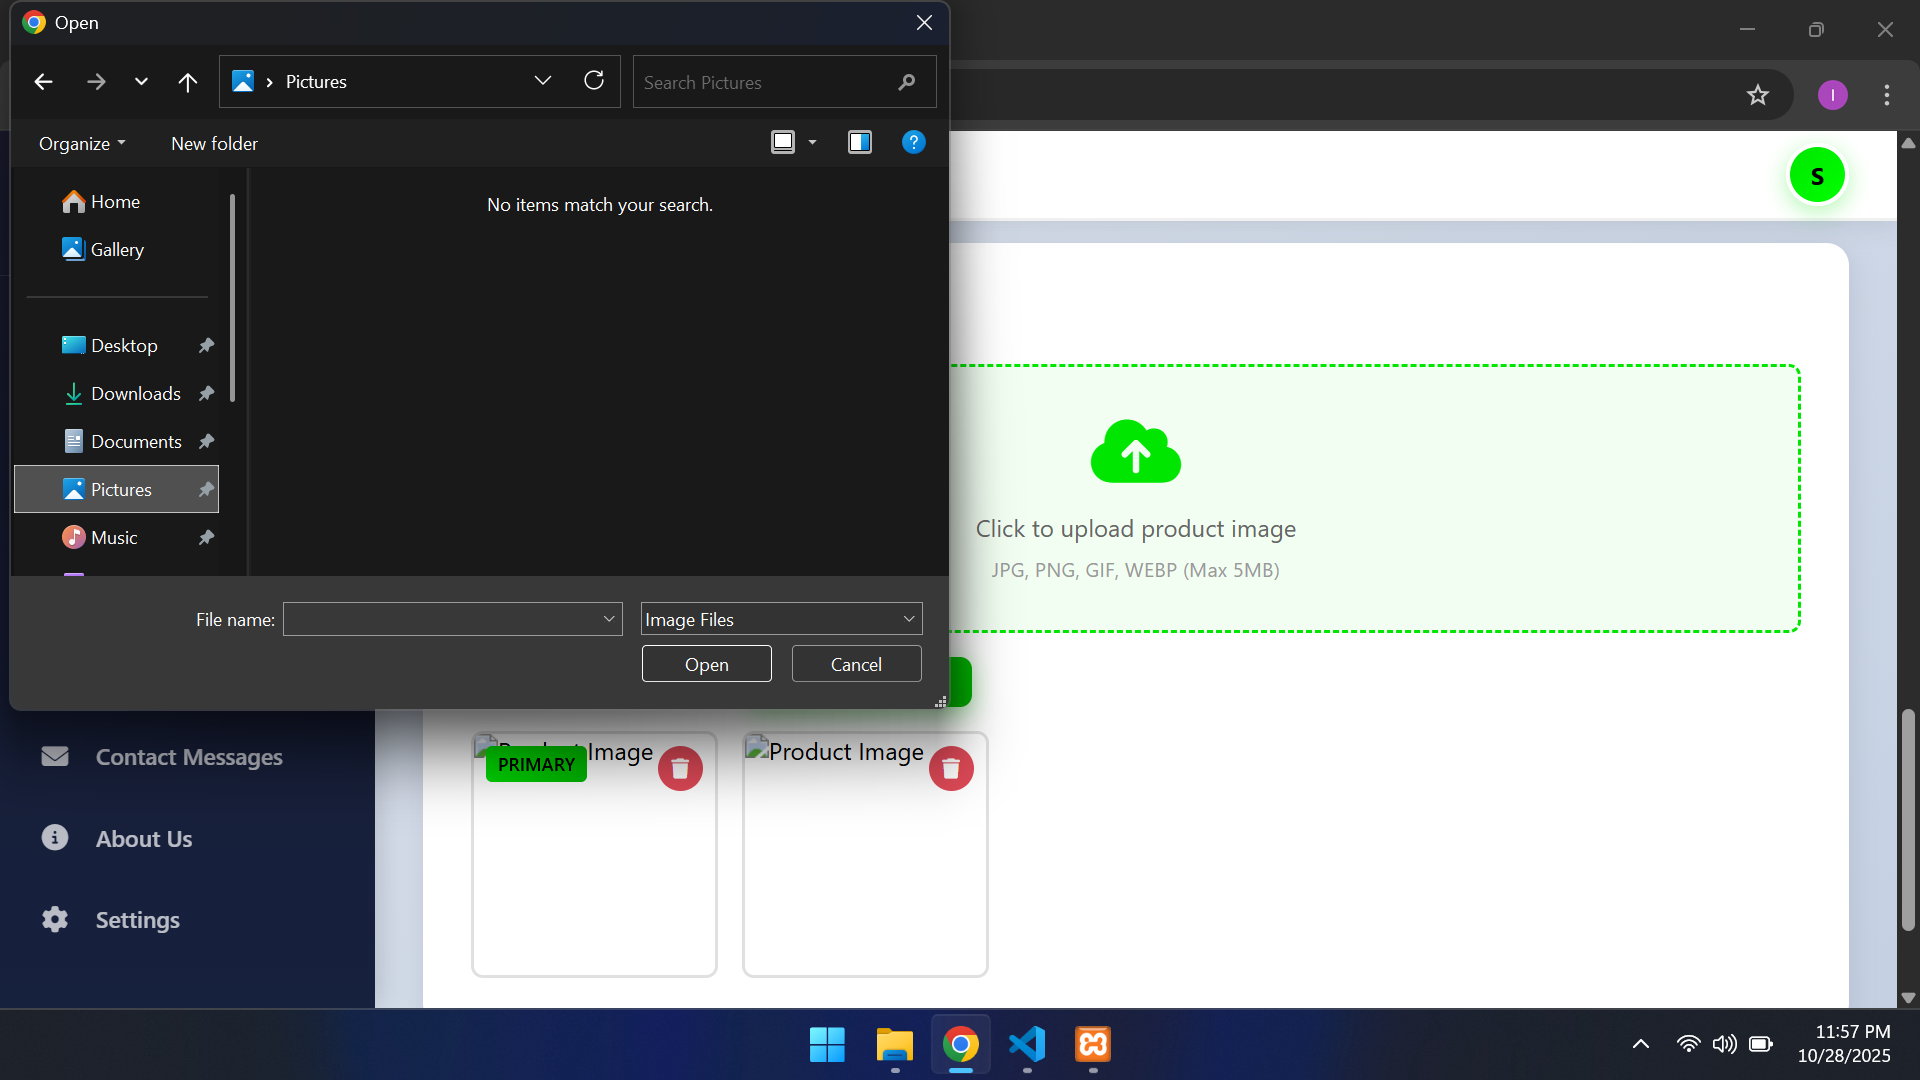 Open
Pictures
Search Pictures
Organize
New folder
Home
Gallery
Desktop
Downloads
Documents
Pictures
Music
No items match your search.
File name:
Image Files
Open
Cancel
I
S
Click to upload product image
JPG, PNG, GIF, WEBP (Max 5MB)
PRIMARY
Image
Product Image
Contact Messages
About Us
Settings
11:57 PM
10/28/2025